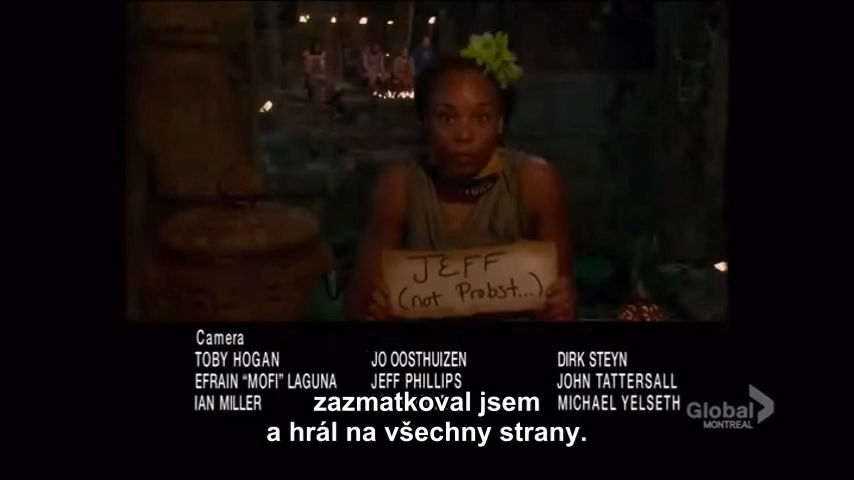 JEFF
(not Probst...)
Camera
TOBY HOGAN
JO OOSTHUIZEN
DIRK STEYN
EFRAIN "MOFI" LAGUNA
JEFF PHILLIPS
JOHN TATTERSALL
IAN MILLER
MICHAEL YELSETH
zazmatkoval jsem
a hrál na všechny strany.
Global
MONTREAL